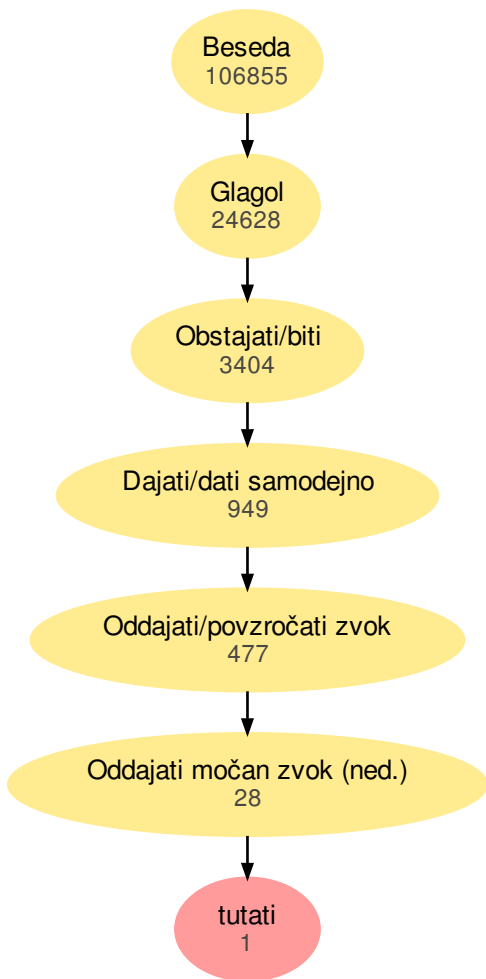 Beseda
106855
Glagol
24628
Obstajati/biti
3404
Dajati/dati samodejno
949
Oddajati/povzročati zvok
477
Oddajati močan zvok (ned.)
28
tutati
1